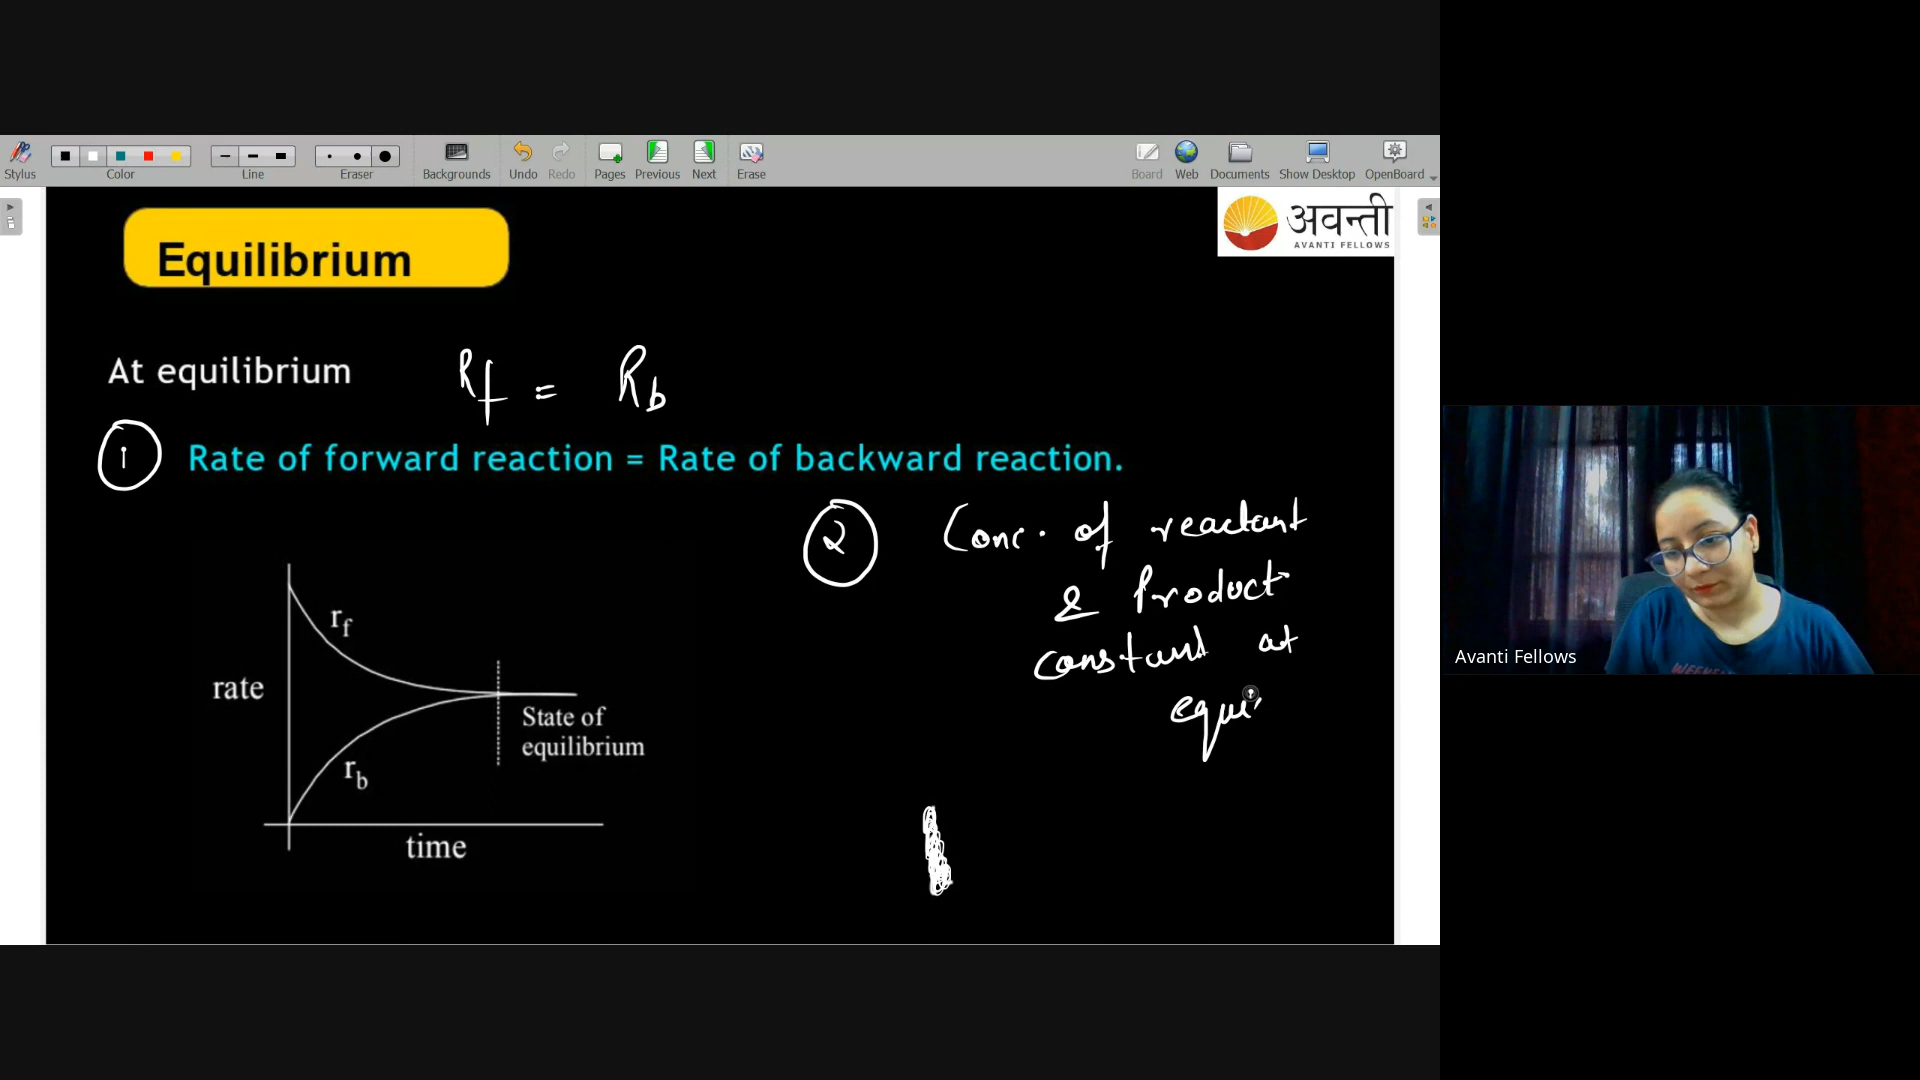 Stylus
Color
Line
Eraser
Backgrounds
Undo
Redo
Pages
Previous
Next
Erase
Board
Web
Documents
Show Desktop
OpenBoard
Equilibrium
अवन्ती
AVANTI FELLOWS
At equilibrium Rf = Rb
1 Rate of forward reaction = Rate of backward reaction.
2 Conc. of reactant
& Product
constant at
equi
rf
rate
State of
equilibrium
rb
time
Avanti Fellows